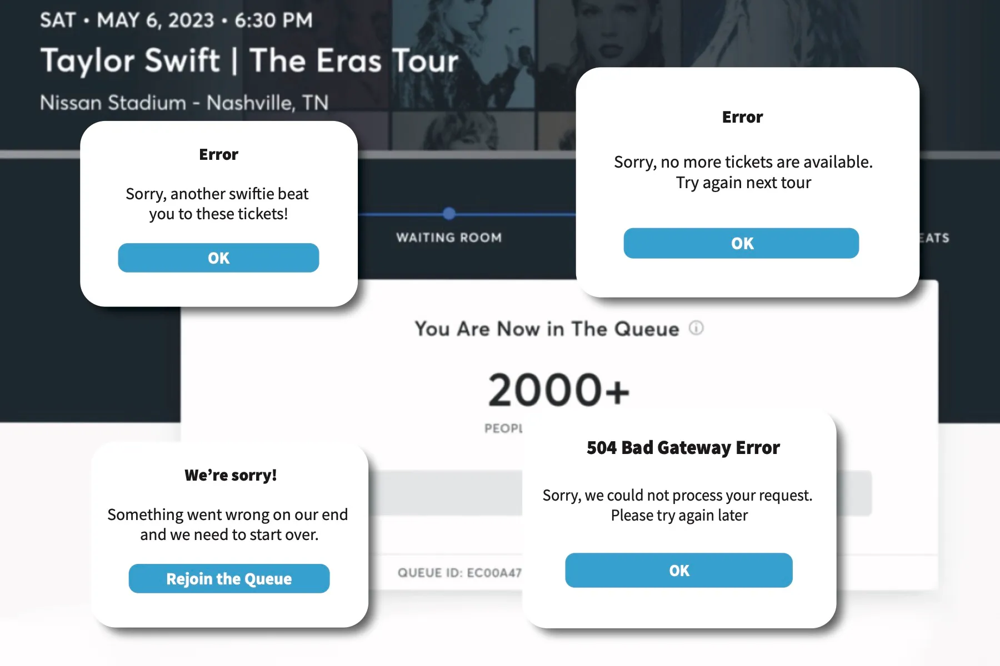 SAT • MAY 6, 2023 • 6:30 PM
Taylor Swift | The Eras Tour
Nissan Stadium - Nashville, TN
Error
Sorry, another swiftie beat
you to these tickets!
OK
Error
Sorry, no more tickets are available.
Try again next tour
OK
WAITING ROOM
EATS
You Are Now in The Queue
2000+
PEOPL
We're sorry!
Something went wrong on our end
and we need to start over.
Rejoin the Queue
504 Bad Gateway Error
Sorry, we could not process your request.
Please try again later
OK
QUEUE ID: EC00A47